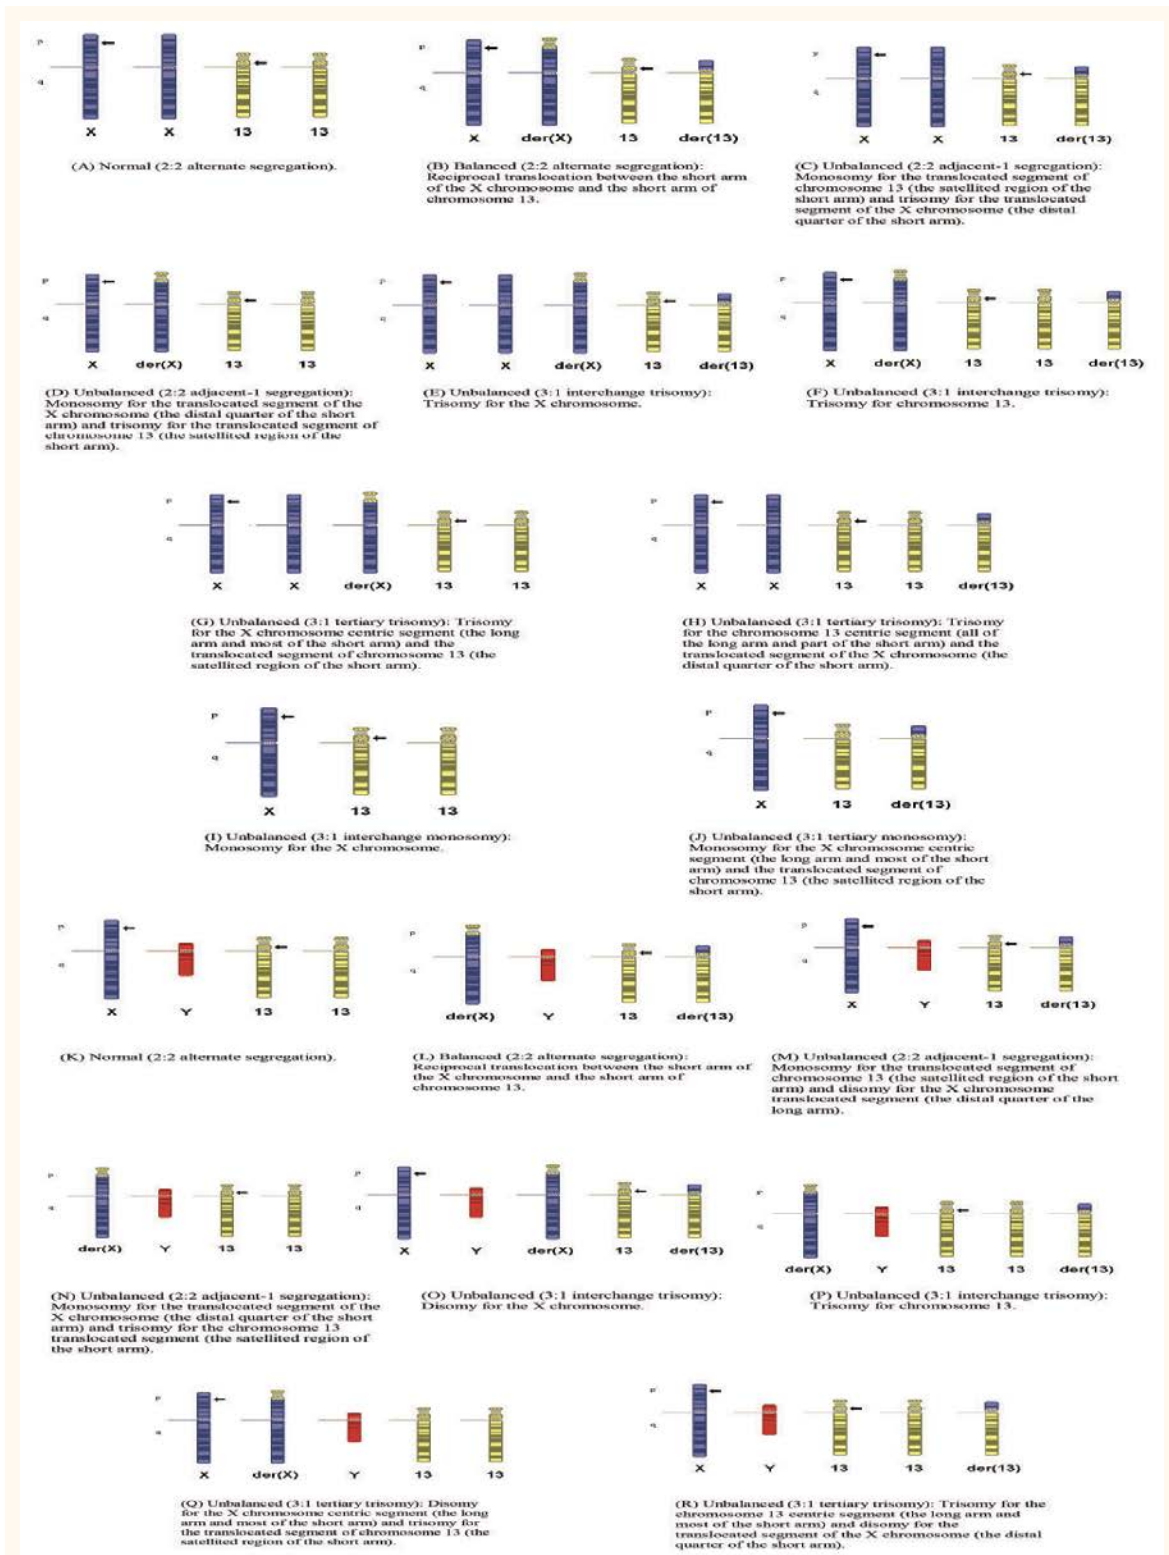 p
q
X X 13 13
(A) Normal (2:2 alternate segregation).
p
q
X der(X) 13 der(13)
(B) Balanced (2:2 alternate segregation):
Reciprocal translocation between the short arm
of the X chromosome and the short arm of
chromosome 13.
p
q
X X 13 der(13)
(C) Unbalanced (2:2 adjacent-1 segregation):
Monosomy for the translocated segment of
chromosome 13 (the satellited region of the
short arm) and trisomy for the translocated
segment of the X chromosome (the distal
quarter of the short arm).
p
q
X der(X) 13 13
(D) Unbalanced (2:2 adjacent-1 segregation):
Monosomy for the translocated segment of the
X chromosome (the distal quarter of the short
arm) and trisomy for the translocated segment of
chromosome 13 (the satellited region of the
short arm).
p
q
X X der(X) 13 der(13)
(E) Unbalanced (3:1 interchange trisomy):
Trisomy for the X chromosome.
p
q
X der(X) 13 13 der(13)
(F) Unbalanced (3:1 interchange trisomy):
Trisomy for chromosome 13.
p
q
X X der(X) 13 13
(G) Unbalanced (3:1 tertiary trisomy): Trisomy
for the X chromosome centric segment (the long
arm and most of the short arm) and the
translocated segment of chromosome 13 (the
satellited region of the short arm).
p
q
X X 13 13 der(13)
(H) Unbalanced (3:1 tertiary trisomy): Trisomy
for the chromosome 13 centric segment (all of
the long arm and part of the short arm) and the
translocated segment of the X chromosome (the
distal quarter of the short arm).
p
q
X 13 13
(I) Unbalanced (3:1 interchange monosomy):
Monosomy for the X chromosome.
p
q
X 13 der(13)
(J) Unbalanced (3:1 tertiary monosomy):
Monosomy for the X chromosome centric
segment (the long arm and most of the short
arm) and the translocated segment of
chromosome 13 (the satellited region of the
short arm).
p
q
X Y 13 13
(K) Normal (2:2 alternate segregation).
p
q
der(X) Y 13 der(13)
(L) Balanced (2:2 alternate segregation):
Reciprocal translocation between the short arm of
the X chromosome and the short arm of
chromosome 13.
p
q
X Y 13 der(13)
(M) Unbalanced (2:2 adjacent-1 segregation):
Monosomy for the translocated segment of
chromosome 13 (the satellited region of the short
arm) and disomy for the X chromosome
translocated segment (the distal quarter of the
long arm).
p
q
der(X) Y 13 13
(N) Unbalanced (2:2 adjacent-1 segregation):
Monosomy for the translocated segment of the
X chromosome (the distal quarter of the short
arm) and trisomy for the chromosome 13
translocated segment (the satellited region of
the short arm).
p
q
X Y der(X) 13 der(13)
(O) Unbalanced (3:1 interchange trisomy):
Disomy for the X chromosome.
p
q
der(X) Y 13 13 der(13)
(P) Unbalanced (3:1 interchange trisomy):
Trisomy for chromosome 13.
p
q
X der(X) Y 13 13
(Q) Unbalanced (3:1 tertiary trisomy): Disomy
for the X chromosome centric segment (the long
arm and most of the short arm) and trisomy for
the translocated segment of chromosome 13 (the
satellited region of the short arm).
p
q
X Y 13 13 der(13)
(R) Unbalanced (3:1 tertiary trisomy): Trisomy for the
chromosome 13 centric segment (the long arm and
most of the short arm) and disomy for the
translocated segment of the X chromosome (the distal
quarter of the short arm).